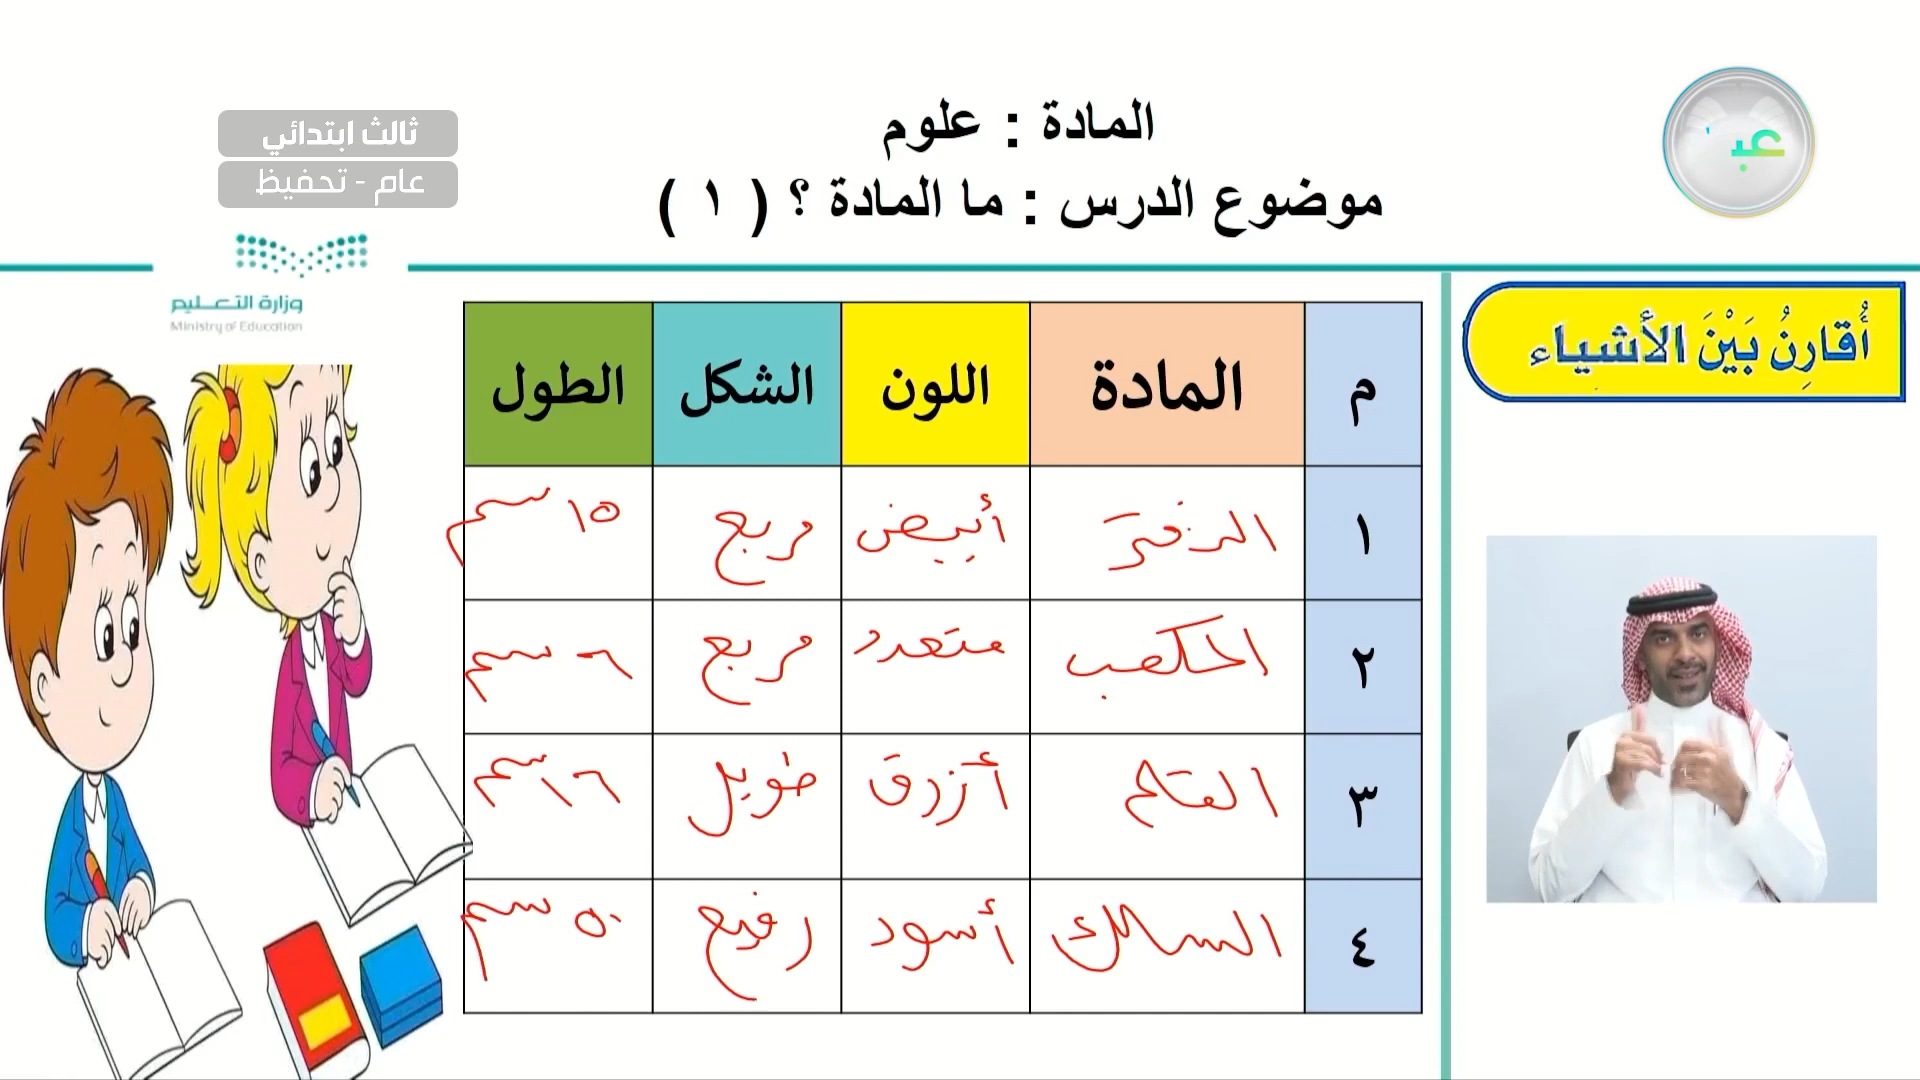 المادة : علوم
موضوع الدرس : ما المادة ؟ ( ١ )
ثالث ابتدائي
عام - تحفيظ
وزارة التعليم
Ministry of Education
أُقارِنُ بَيْنَ الأشياء
م المادة اللون الشكل الطول
١ الدفتر أبيض مربع ١٥ سم
٢ المكعب متعدد مربع ٦ سم
٣ القلم أزرق طويل ١٦ سم
٤ السلك أسود رفيع ٥٠ سم